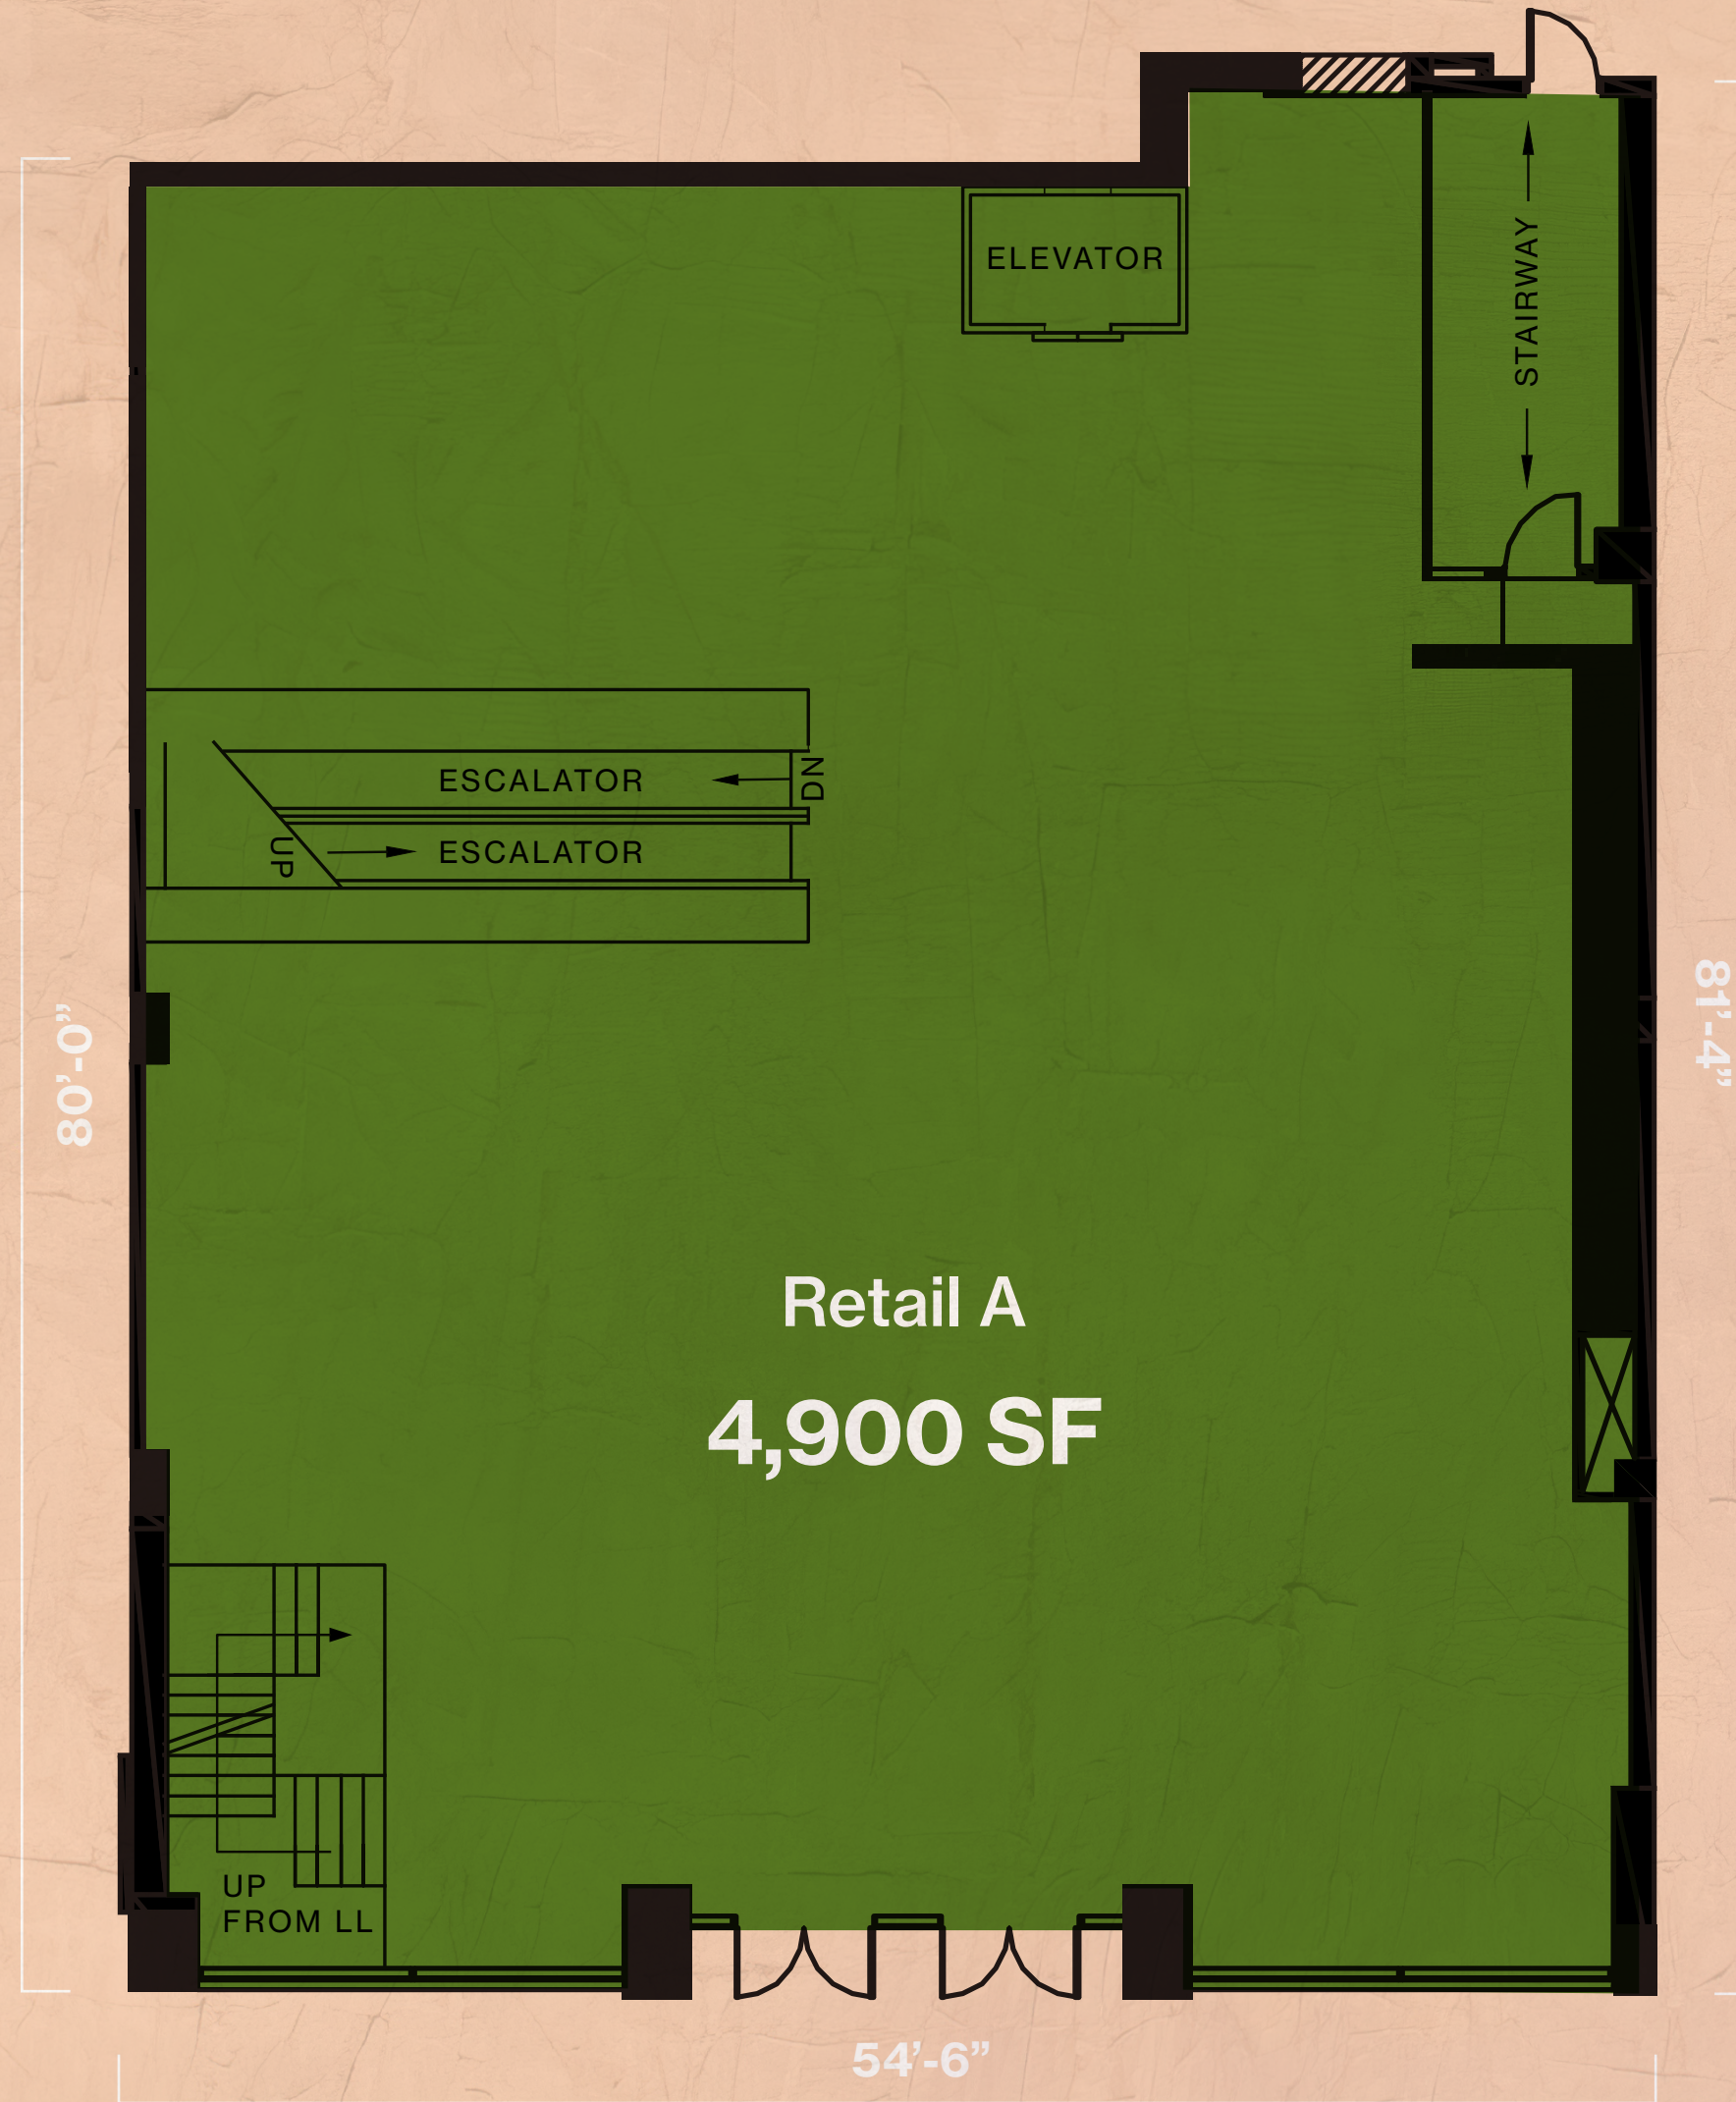 ELEVATOR
STAIRWAY
ESCALATOR
DN
UP
ESCALATOR
80’-0”
81’-4”
Retail A
4,900 SF
UP
FROM LL
54’-6”